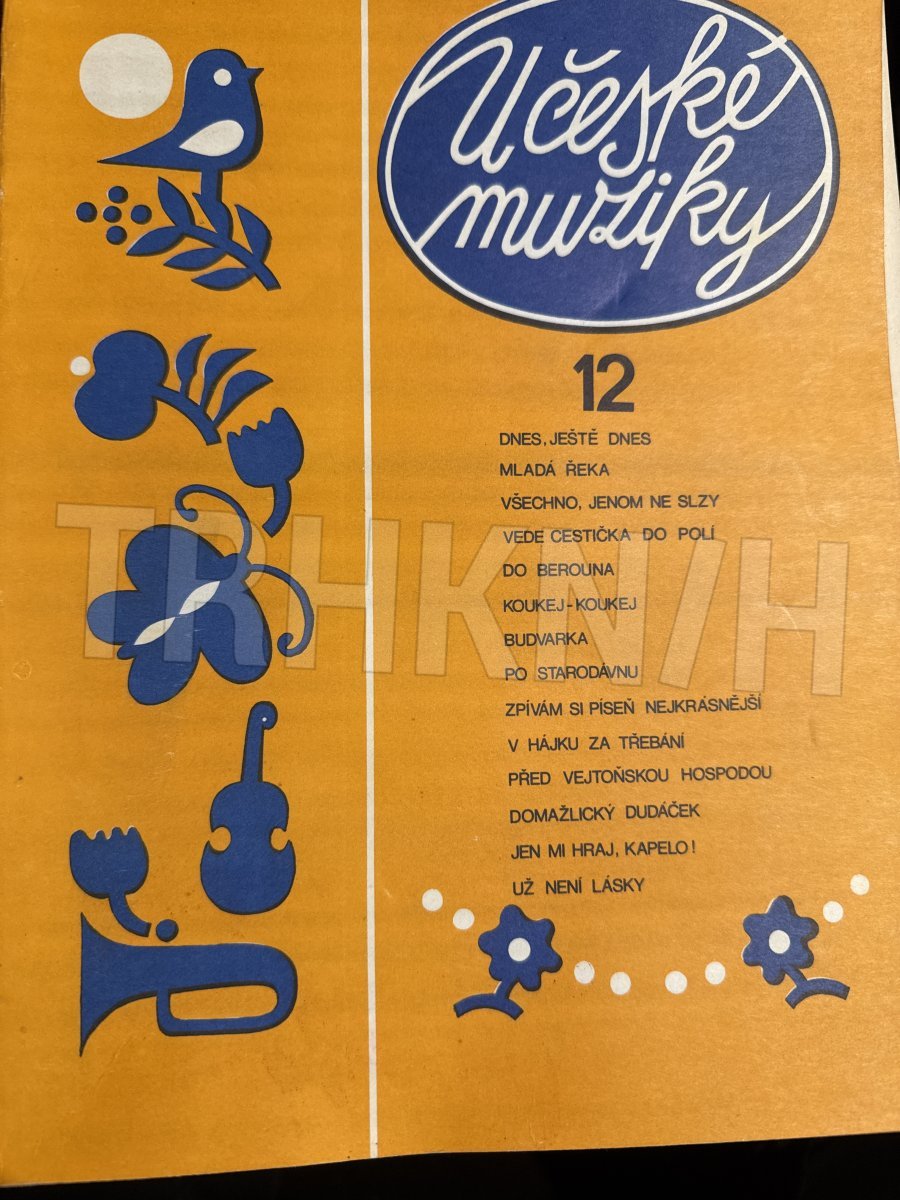 U české
muziky
12
DNES, JEŠTĚ DNES
MLADÁ ŘEKA
VŠECHNO, JENOM NE SLZY
VEDE CESTIČKA DO POLÍ
DO BEROUNA
KOUKEJ-KOUKEJ
BUDVARKA
PO STARODÁVNU
ZPÍVÁM SI PÍSEŇ NEJKRÁSNĚJŠÍ
V HÁJKU ZA TŘEBÁNÍ
PŘED VEJTOŇSKOU HOSPODOU
DOMAŽLICKÝ DUDÁČEK
JEN MI HRAJ, KAPELO!
UŽ NENÍ LÁSKY
TRHKNIH